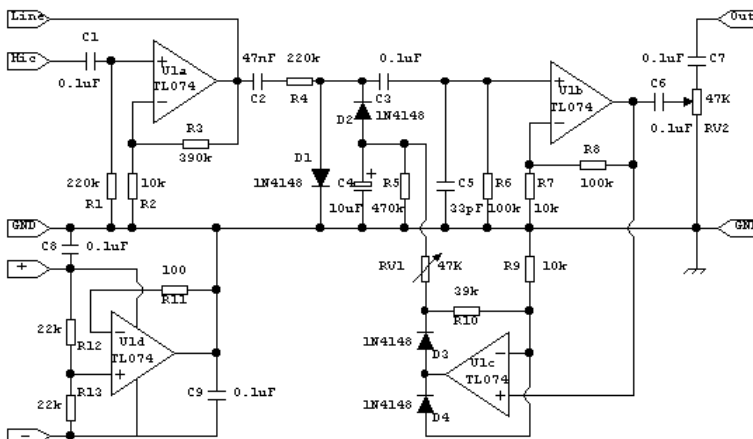 Line
Out
Mic
C1
0.1uF
U1a
TL074
47nF
C2
220k
R4
0.1uF
C3
D2
1N4148
U1b
TL074
0.1uF
C7
C6
0.1uF
47K
RV2
R3
390k
220k
R1
10k
R2
D1
1N4148
C4
+
10uF
R5
470k
C5
33pF
R6
100k
R7
10k
R8
100k
GND
GND
C8
0.1uF
+
100
R11
RV1
47K
R9
10k
39k
R10
22k
R12
U1d
TL074
1N4148
D3
U1c
TL074
22k
R13
C9
0.1uF
1N4148
D4
-